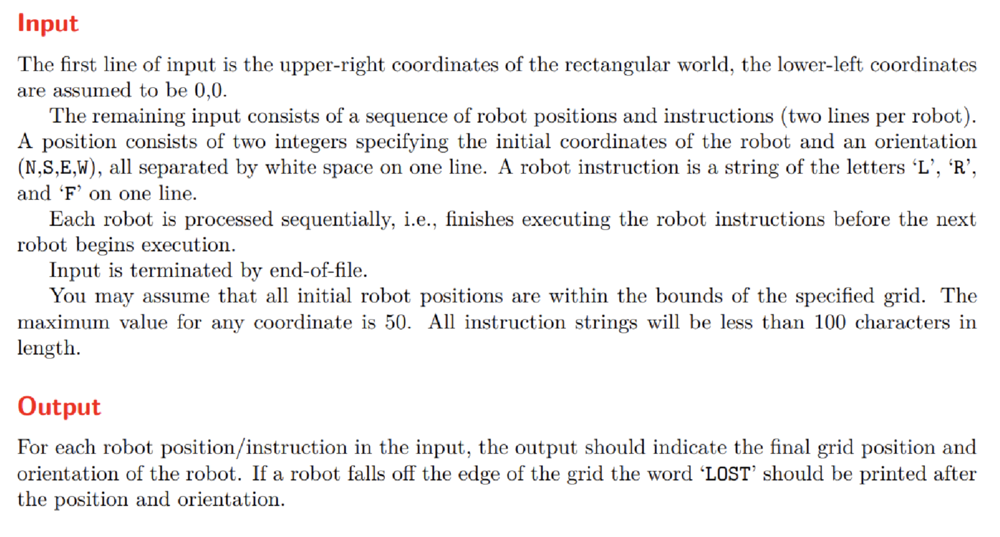 Input
The first line of input is the upper-right coordinates of the rectangular world, the lower-left coordinates
are assumed to be 0,0.
The remaining input consists of a sequence of robot positions and instructions (two lines per robot).
A position consists of two integers specifying the initial coordinates of the robot and an orientation
(N,S,E,W), all separated by white space on one line. A robot instruction is a string of the letters ‘L’, ‘R’,
and ‘F’ on one line.
Each robot is processed sequentially, i.e., finishes executing the robot instructions before the next
robot begins execution.
Input is terminated by end-of-file.
You may assume that all initial robot positions are within the bounds of the specified grid. The
maximum value for any coordinate is 50. All instruction strings will be less than 100 characters in
length.
Output
For each robot position/instruction in the input, the output should indicate the final grid position and
orientation of the robot. If a robot falls off the edge of the grid the word ‘LOST’ should be printed after
the position and orientation.